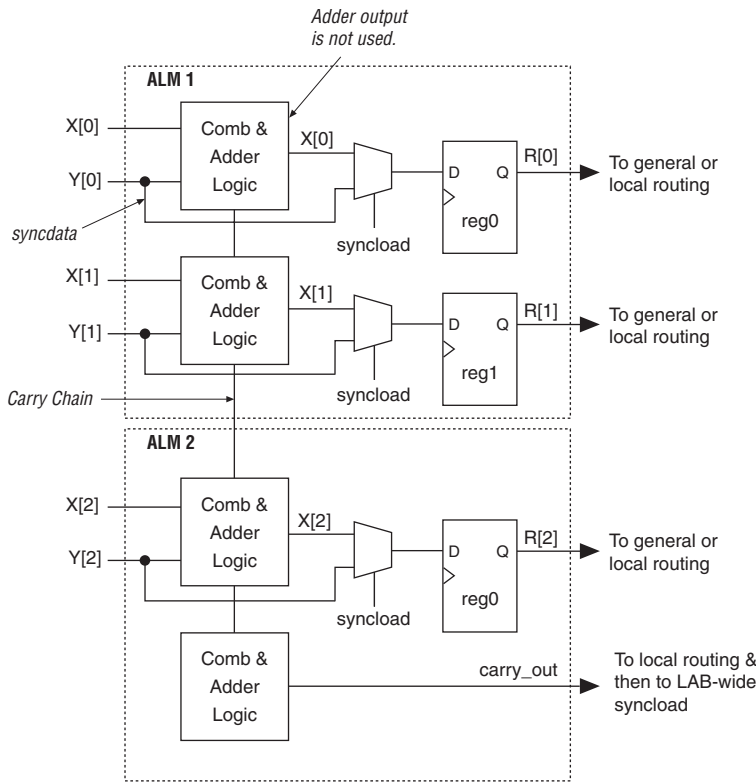 Adder output
is not used.
ALM 1
X[0]
Comb &
Adder
Logic
X[0]
R[0]
To general or
local routing
Y[0]
D
Q
reg0
syncdata
syncload
X[1]
Comb &
Adder
Logic
X[1]
R[1]
To general or
local routing
Y[1]
D
Q
reg1
syncload
Carry Chain
ALM 2
X[2]
Comb &
Adder
Logic
X[2]
R[2]
To general or
local routing
Y[2]
D
Q
reg0
syncload
Comb &
Adder
Logic
carry_out
To local routing &
then to LAB-wide
syncload